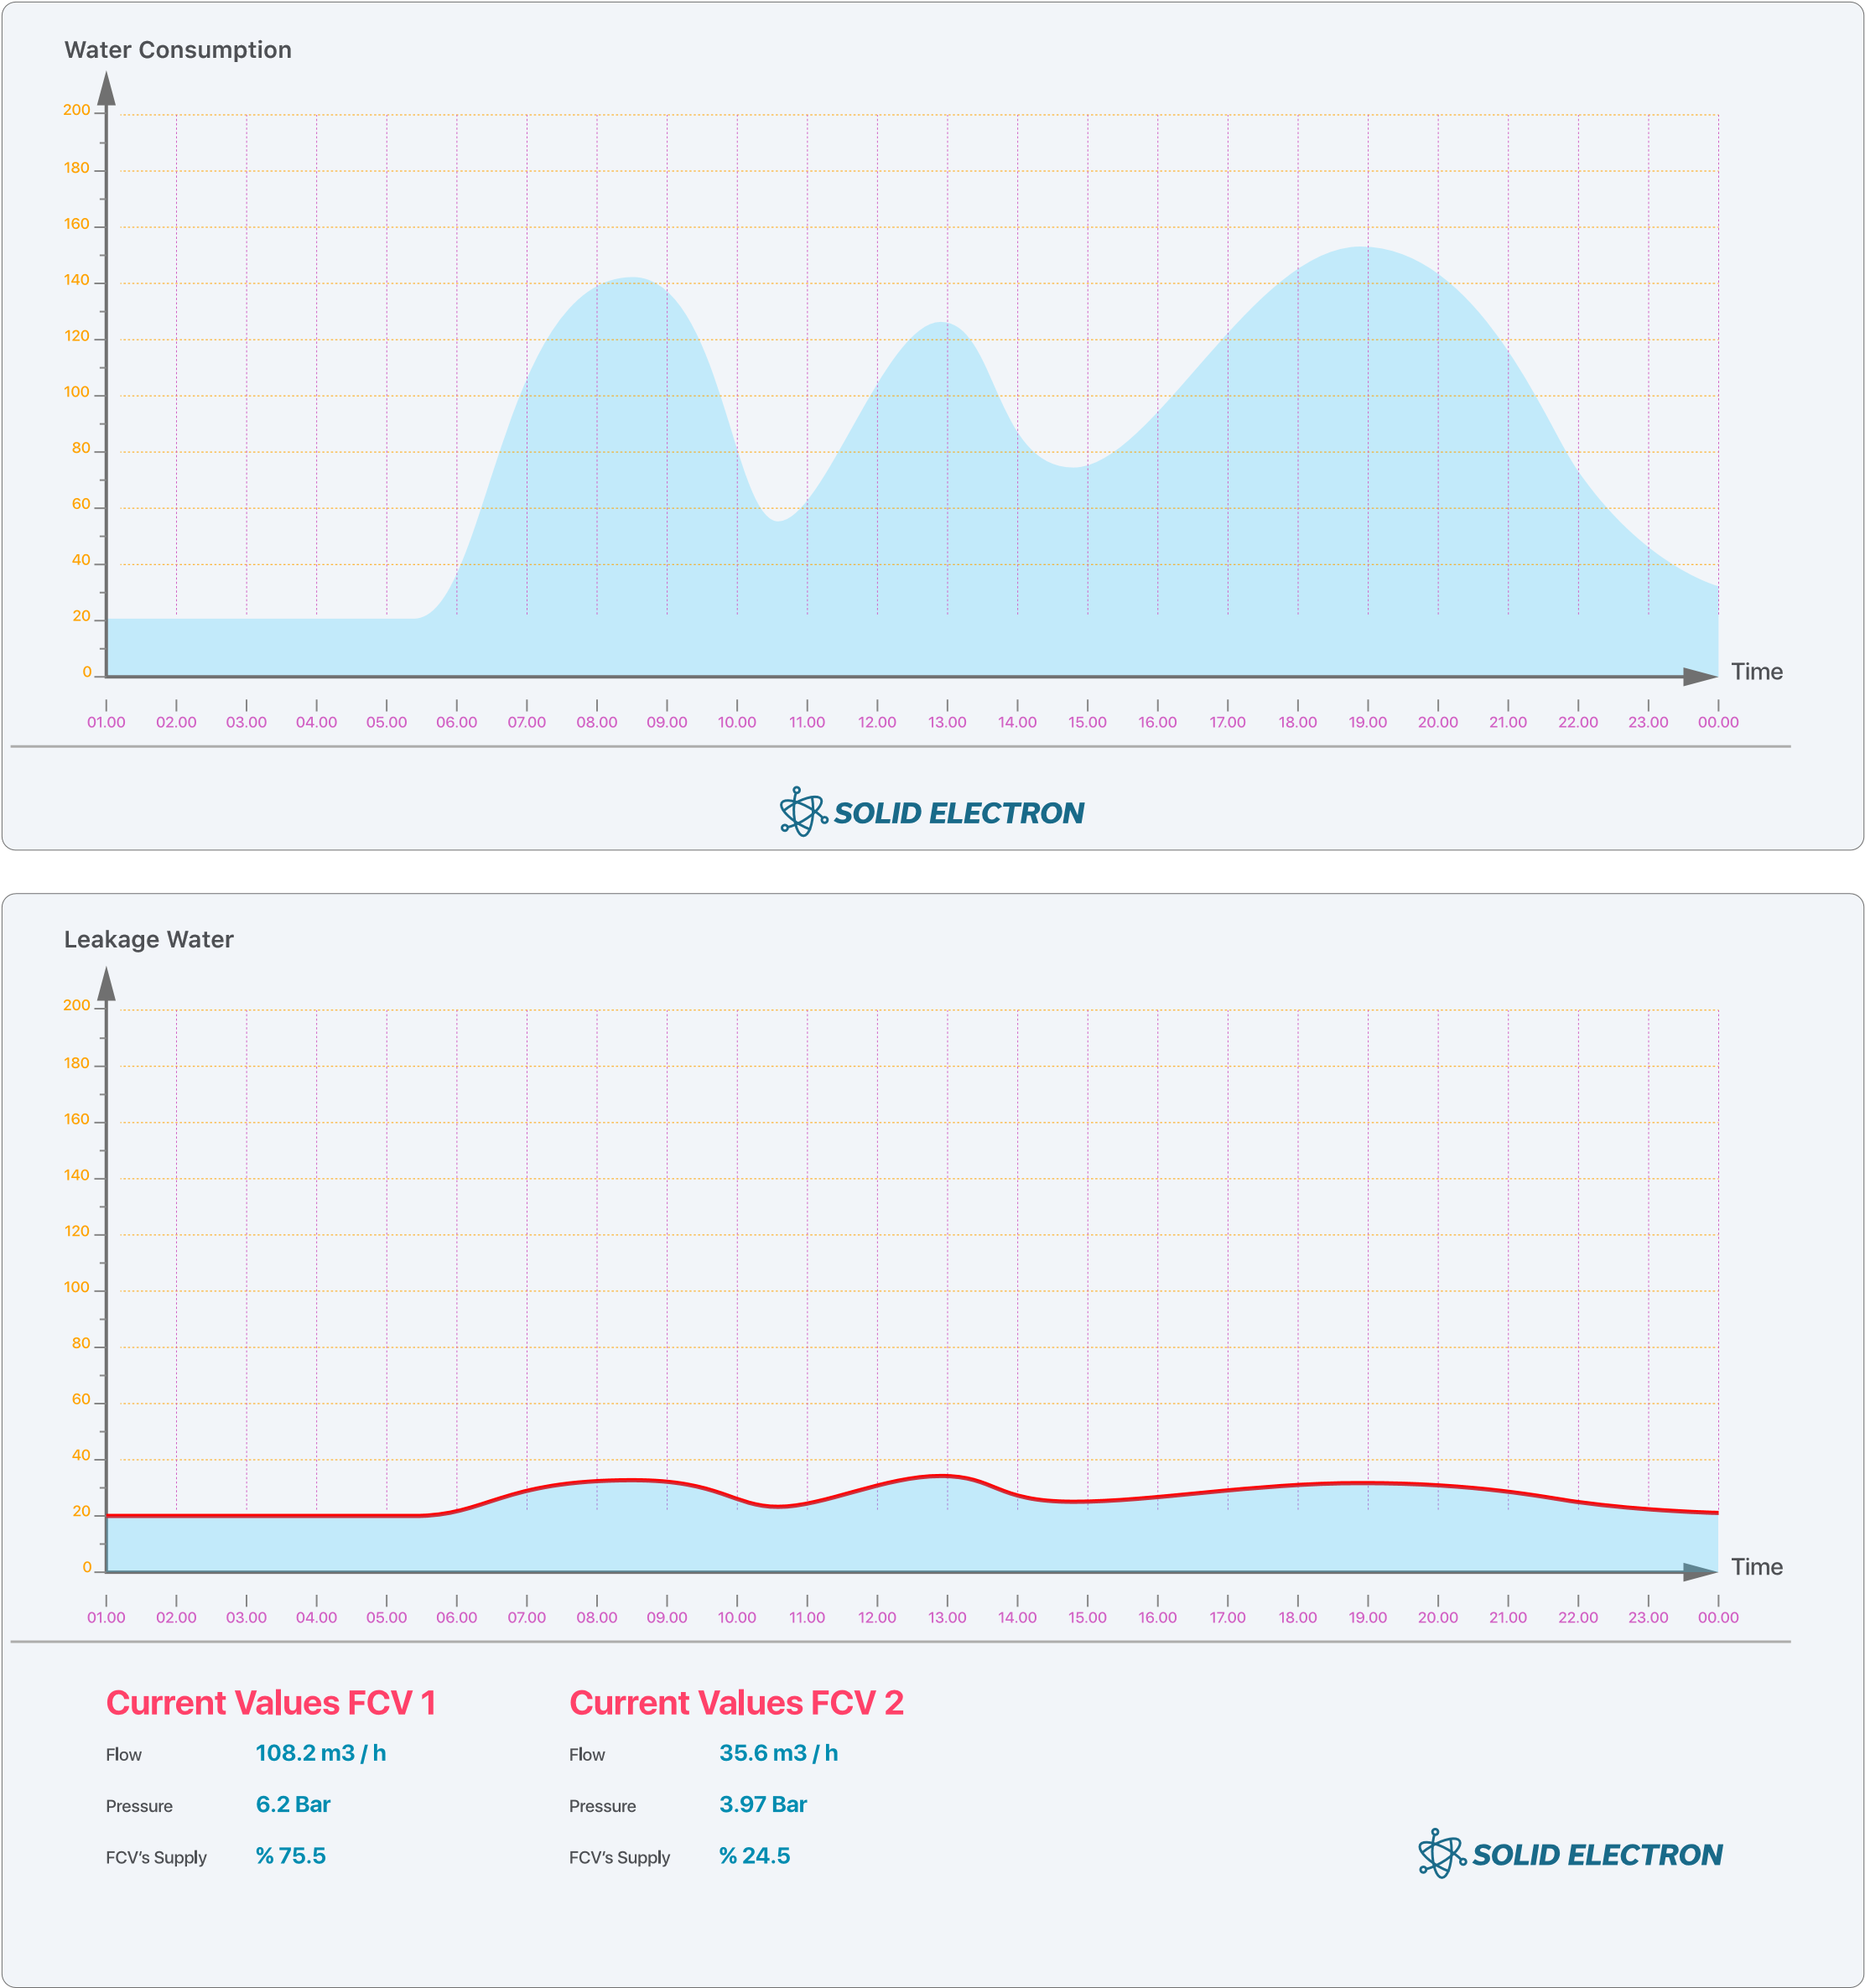 Water Consumption
200
180
160
140
120
100
80
60
40
20
0
Time
01.00 02.00 03.00 04.00 05.00 06.00 07.00 08.00 09.00 10.00 11.00 12.00 13.00 14.00 15.00 16.00 17.00 18.00 19.00 20.00 21.00 22.00 23.00 00.00
SOLID ELECTRON
Leakage Water
200
180
160
140
120
100
80
60
40
20
0
Time
01.00 02.00 03.00 04.00 05.00 06.00 07.00 08.00 09.00 10.00 11.00 12.00 13.00 14.00 15.00 16.00 17.00 18.00 19.00 20.00 21.00 22.00 23.00 00.00
Current Values FCV 1
Flow 108.2 m3 / h
Pressure 6.2 Bar
FCV's Supply % 75.5
Current Values FCV 2
Flow 35.6 m3 / h
Pressure 3.97 Bar
FCV's Supply % 24.5
SOLID ELECTRON